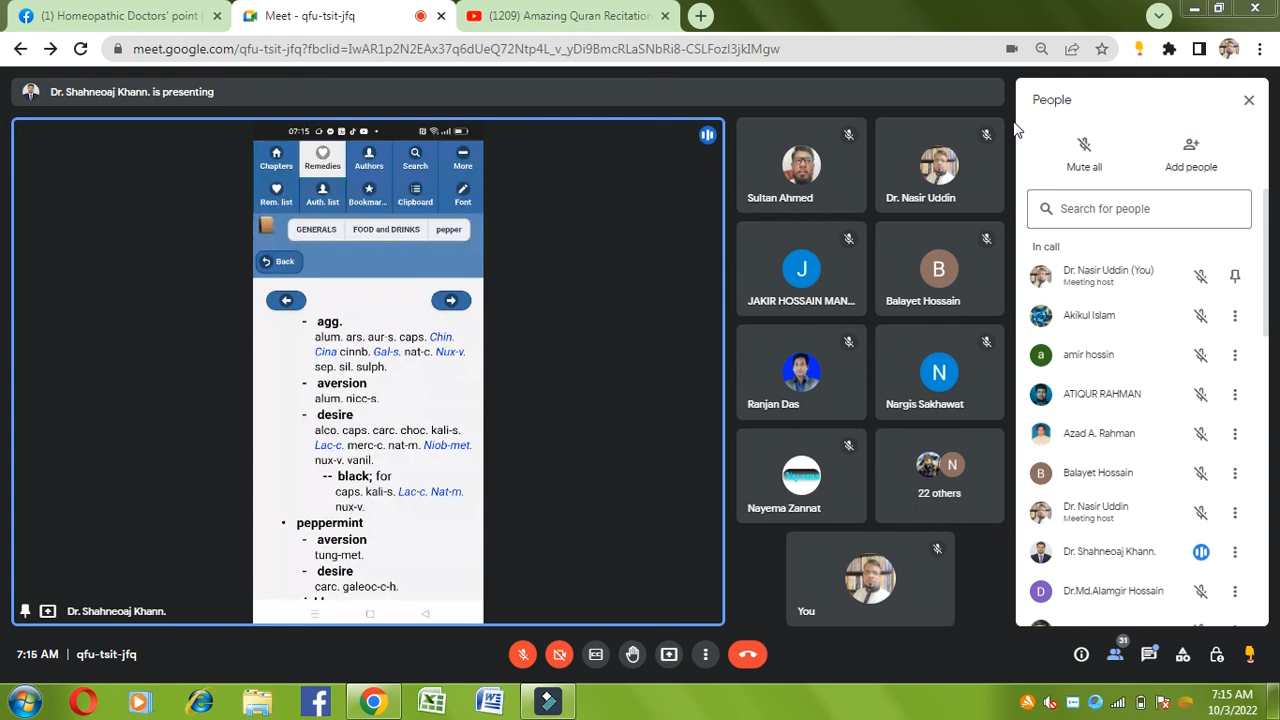 (1) Homeopathic Doctors' point |
Meet - qfu-tsit-jfq
(1209) Amazing Quran Recitation
meet.google.com/qfu-tsit-jfq?fbclid=IwAR1p2N2EAx37q6dUeQ72Nfp4L_v_yDi9BmcRLaSNbRi8-CSLFozI3jkIMgw
Dr. Shahneoaj Khann. is presenting
07:15
Chapters Remedies Authors Search More
Rem. list Auth. list Bookmar... Clipboard Font
GENERALS FOOD and DRINKS pepper
Back
- agg.
alum. ars. aur-s. caps. Chin.
Cina cinnb. Gal-s. nat-c. Nux-v.
sep. sil. sulph.
- aversion
alum. nicc-s.
- desire
alco. caps. carc. choc. kali-s.
Lac-c. merc-c. nat-m. Niob-met.
nux-v. vanil.
-- black; for
caps. kali-s. Lac-c. Nat-m.
nux-v.
• peppermint
- aversion
tung-met.
- desire
carc. galeoc-c-h.
Dr. Shahneoaj Khann.
Sultan Ahmed
Dr. Nasir Uddin
J
JAKIR HOSSAIN MAN...
B
Balayet Hossain
Ranjan Das
N
Nargis Sakhawat
Nayema
Nayema Zannat
N
22 others
You
People
Mute all
Add people
Search for people
In call
Dr. Nasir Uddin (You)
Meeting host
Akikul Islam
a
amir hossin
ATIQUR RAHMAN
Azad A. Rahman
B
Balayet Hossain
Dr. Nasir Uddin
Meeting host
Dr. Shahneoaj Khann.
D
Dr.Md.Alamgir Hossain
7:15 AM | qfu-tsit-jfq
31
7:15 AM
10/3/2022